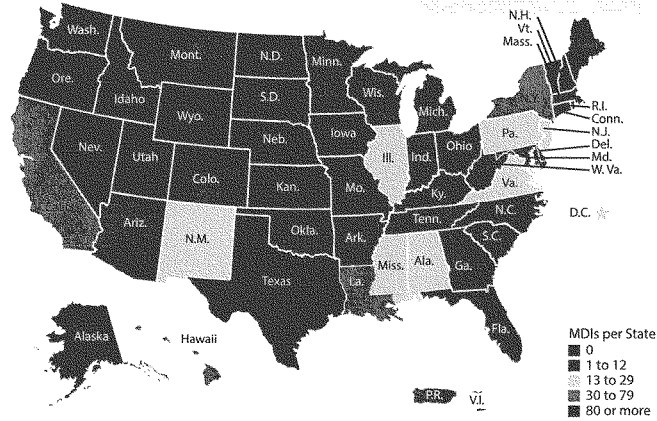 N.H.
Vt.
Mass.
Wash.
Mont.
N.D.
Minn.
Ore.
Idaho
S.D.
Wis.
Mich.
R.I.
Conn.
Wyo.
Iowa
Pa.
N.J.
Nev.
Neb.
Ill.
Ind.
Ohio
Del.
Md.
W. Va.
Utah
Colo.
Kan.
Mo.
Ky.
Va.
Ariz.
N.M.
Okla.
Ark.
Tenn.
N.C.
D.C.
S.C.
Texas
La.
Miss.
Ala.
Ga.
Fla.
Alaska
Hawaii
P.R.
V.I.
MDIs per State
0
1 to 12
13 to 29
30 to 79
80 or more